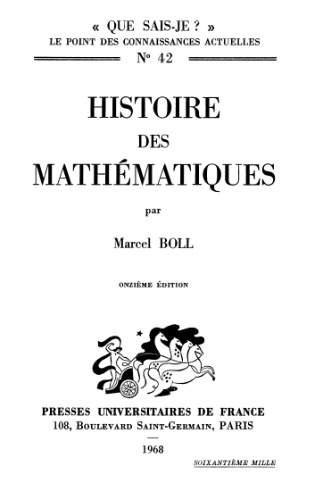 « QUE SAIS-JE ? »
LE POINT DES CONNAISSANCES ACTUELLES
N° 42
HISTOIRE
DES
MATHÉMATIQUES
par
Marcel BOLL
ONZIÈME ÉDITION
PRESSES UNIVERSITAIRES DE FRANCE
108, BOULEVARD SAINT-GERMAIN, PARIS
1968
SOIXANTIÈME MILLE